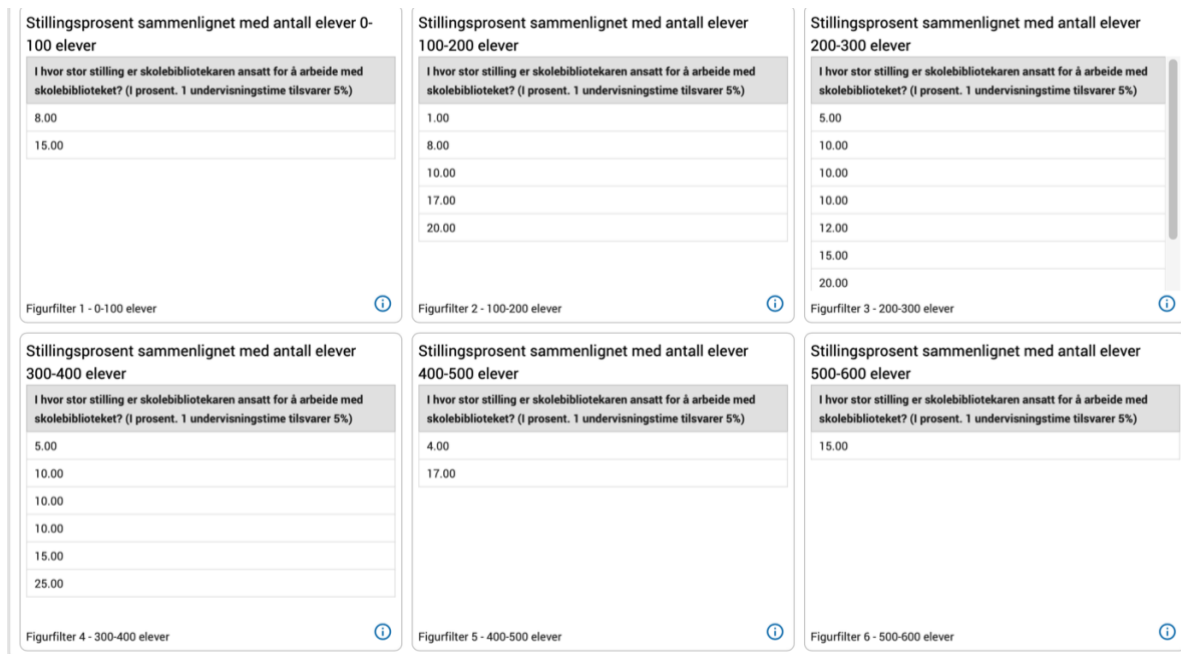 Stillingsprosent sammenlignet med antall elever 0-
100 elever
I hvor stor stilling er skolebibliotekaren ansatt for å arbeide med
skolebiblioteket? (I prosent. 1 undervisningstime tilsvarer 5%)
8.00
15.00
Figurfilter 1 - 0-100 elever
Stillingsprosent sammenlignet med antall elever
100-200 elever
I hvor stor stilling er skolebibliotekaren ansatt for å arbeide med
skolebiblioteket? (I prosent. 1 undervisningstime tilsvarer 5%)
1.00
8.00
10.00
17.00
20.00
Figurfilter 2 - 100-200 elever
Stillingsprosent sammenlignet med antall elever
200-300 elever
I hvor stor stilling er skolebibliotekaren ansatt for å arbeide med
skolebiblioteket? (I prosent. 1 undervisningstime tilsvarer 5%)
5.00
10.00
10.00
10.00
12.00
15.00
20.00
Figurfilter 3 - 200-300 elever
Stillingsprosent sammenlignet med antall elever
300-400 elever
I hvor stor stilling er skolebibliotekaren ansatt for å arbeide med
skolebiblioteket? (I prosent. 1 undervisningstime tilsvarer 5%)
5.00
10.00
10.00
10.00
15.00
25.00
Figurfilter 4 - 300-400 elever
Stillingsprosent sammenlignet med antall elever
400-500 elever
I hvor stor stilling er skolebibliotekaren ansatt for å arbeide med
skolebiblioteket? (I prosent. 1 undervisningstime tilsvarer 5%)
4.00
17.00
Figurfilter 5 - 400-500 elever
Stillingsprosent sammenlignet med antall elever
500-600 elever
I hvor stor stilling er skolebibliotekaren ansatt for å arbeide med
skolebiblioteket? (I prosent. 1 undervisningstime tilsvarer 5%)
15.00
Figurfilter 6 - 500-600 elever